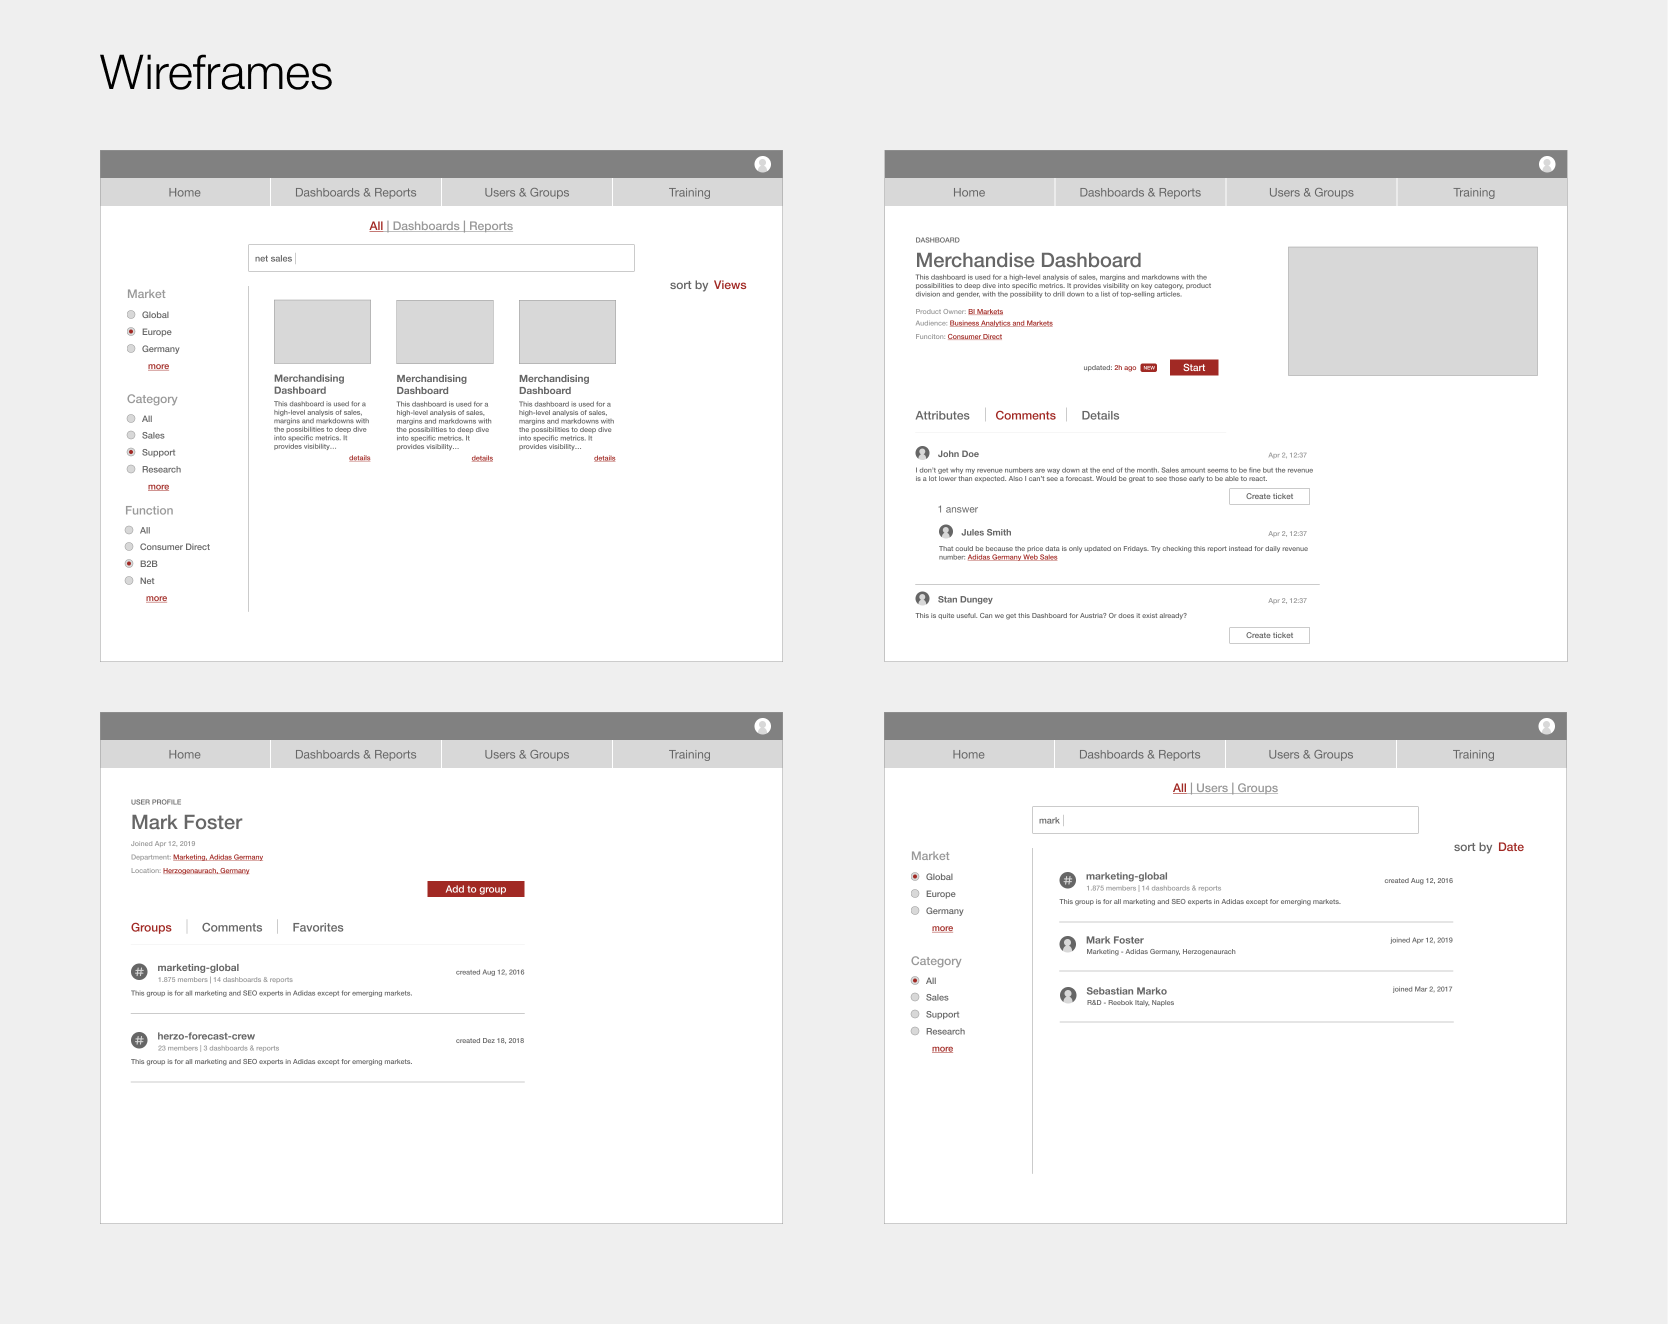 Wireframes
Home Dashboards & Reports Users & Groups Training
All | Dashboards | Reports
net sales
sort by Views
Market
Global
Europe
Germany
more
Category
All
Sales
Support
Research
more
Function
All
Consumer Direct
B2B
Net
more
Merchandising
Dashboard
This dashboard is used for a
high-level analysis of sales,
margins and markdowns with
the possibilities to deep dive
into specific metrics. It
provides visibility…
details
Merchandising
Dashboard
This dashboard is used for a
high-level analysis of sales,
margins and markdowns with
the possibilities to deep dive
into specific metrics. It
provides visibility…
details
Merchandising
Dashboard
This dashboard is used for a
high-level analysis of sales,
margins and markdowns with
the possibilities to deep dive
into specific metrics. It
provides visibility…
details
Home Dashboards & Reports Users & Groups Training
DASHBOARD
Merchandise Dashboard
This dashboard is used for a high-level analysis of sales, margins and markdowns with the
possibilities to deep dive into specific metrics. It provides visibility on key category, product
division and gender, with the possibility to drill down to a list of top-selling articles.
Product Owner: BI Markets
Audience: Business Analytics and Markets
Funciton: Consumer Direct
updated: 2h ago NEW Start
Attributes Comments Details
John Doe Apr 2, 12:37
I don't get why my revenue numbers are way down at the end of the month. Sales amount seems to be fine but the revenue
is a lot lower than expected. Also I can't see a forecast. Would be great to see those early to be able to react.
Create ticket
1 answer
Jules Smith Apr 2, 12:37
That could be because the price data is only updated on Fridays. Try checking this report instead for daily revenue
number: Adidas Germany Web Sales
Stan Dungey Apr 2, 12:37
This is quite useful. Can we get this Dashboard for Austria? Or does it exist already?
Create ticket
Home Dashboards & Reports Users & Groups Training
USER PROFILE
Mark Foster
Joined Apr 12, 2019
Department: Marketing, Adidas Germany
Location: Herzogenaurach, Germany
Add to group
Groups Comments Favorites
# marketing-global created Aug 12, 2016
1.875 members | 14 dashboards & reports
This group is for all marketing and SEO experts in Adidas except for emerging markets.
# herzo-forecast-crew created Dez 18, 2018
23 members | 3 dashboards & reports
This group is for all marketing and SEO experts in Adidas except for emerging markets.
Home Dashboards & Reports Users & Groups Training
All | Users | Groups
mark
sort by Date
Market
Global
Europe
Germany
more
Category
All
Sales
Support
Research
more
# marketing-global created Aug 12, 2016
1.875 members | 14 dashboards & reports
This group is for all marketing and SEO experts in Adidas except for emerging markets.
Mark Foster joined Apr 12, 2019
Marketing - Adidas Germany, Herzogenaurach
Sebastian Marko joined Mar 2, 2017
R&D - Reebok Italy, Naples